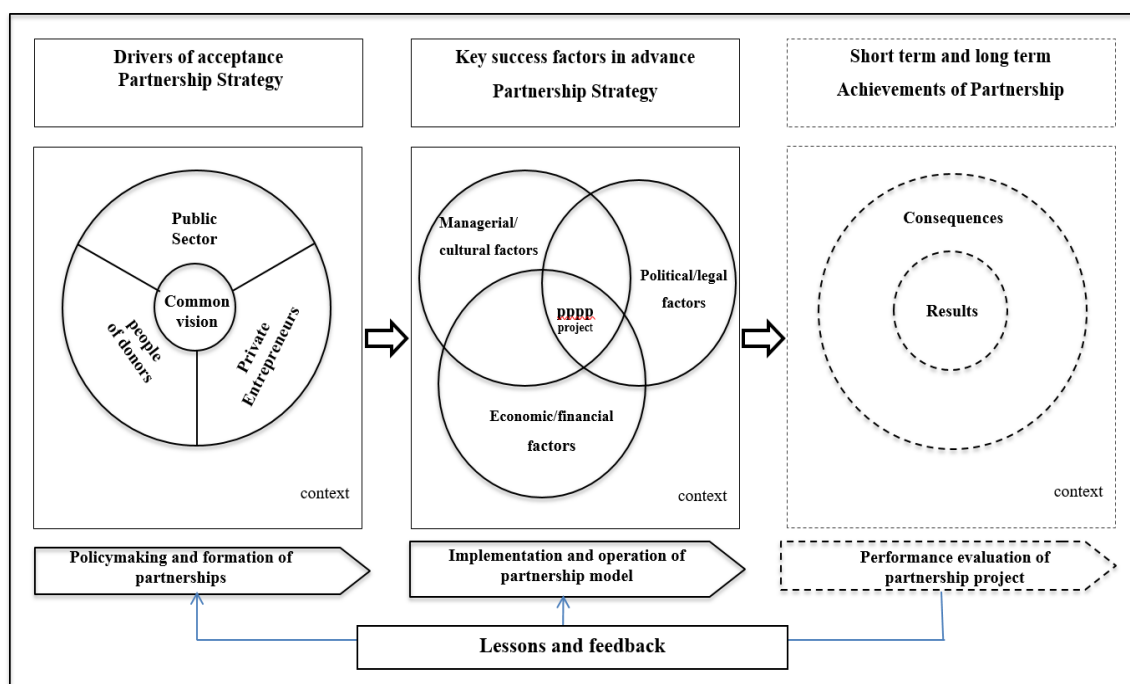 Drivers of acceptance
Partnership Strategy
Key success factors in advance
Partnership Strategy
Short term and long term
Achievements of Partnership
Public
Sector
Common
vision
people
of donors
Private
Entrepreneurs
context
Managerial/
cultural factors
Political/legal
factors
pppp
project
Economic/financial
factors
context
Consequences
Results
context
Policymaking and formation of
partnerships
Implementation and operation of
partnership model
Performance evaluation of
partnership project
Lessons and feedback